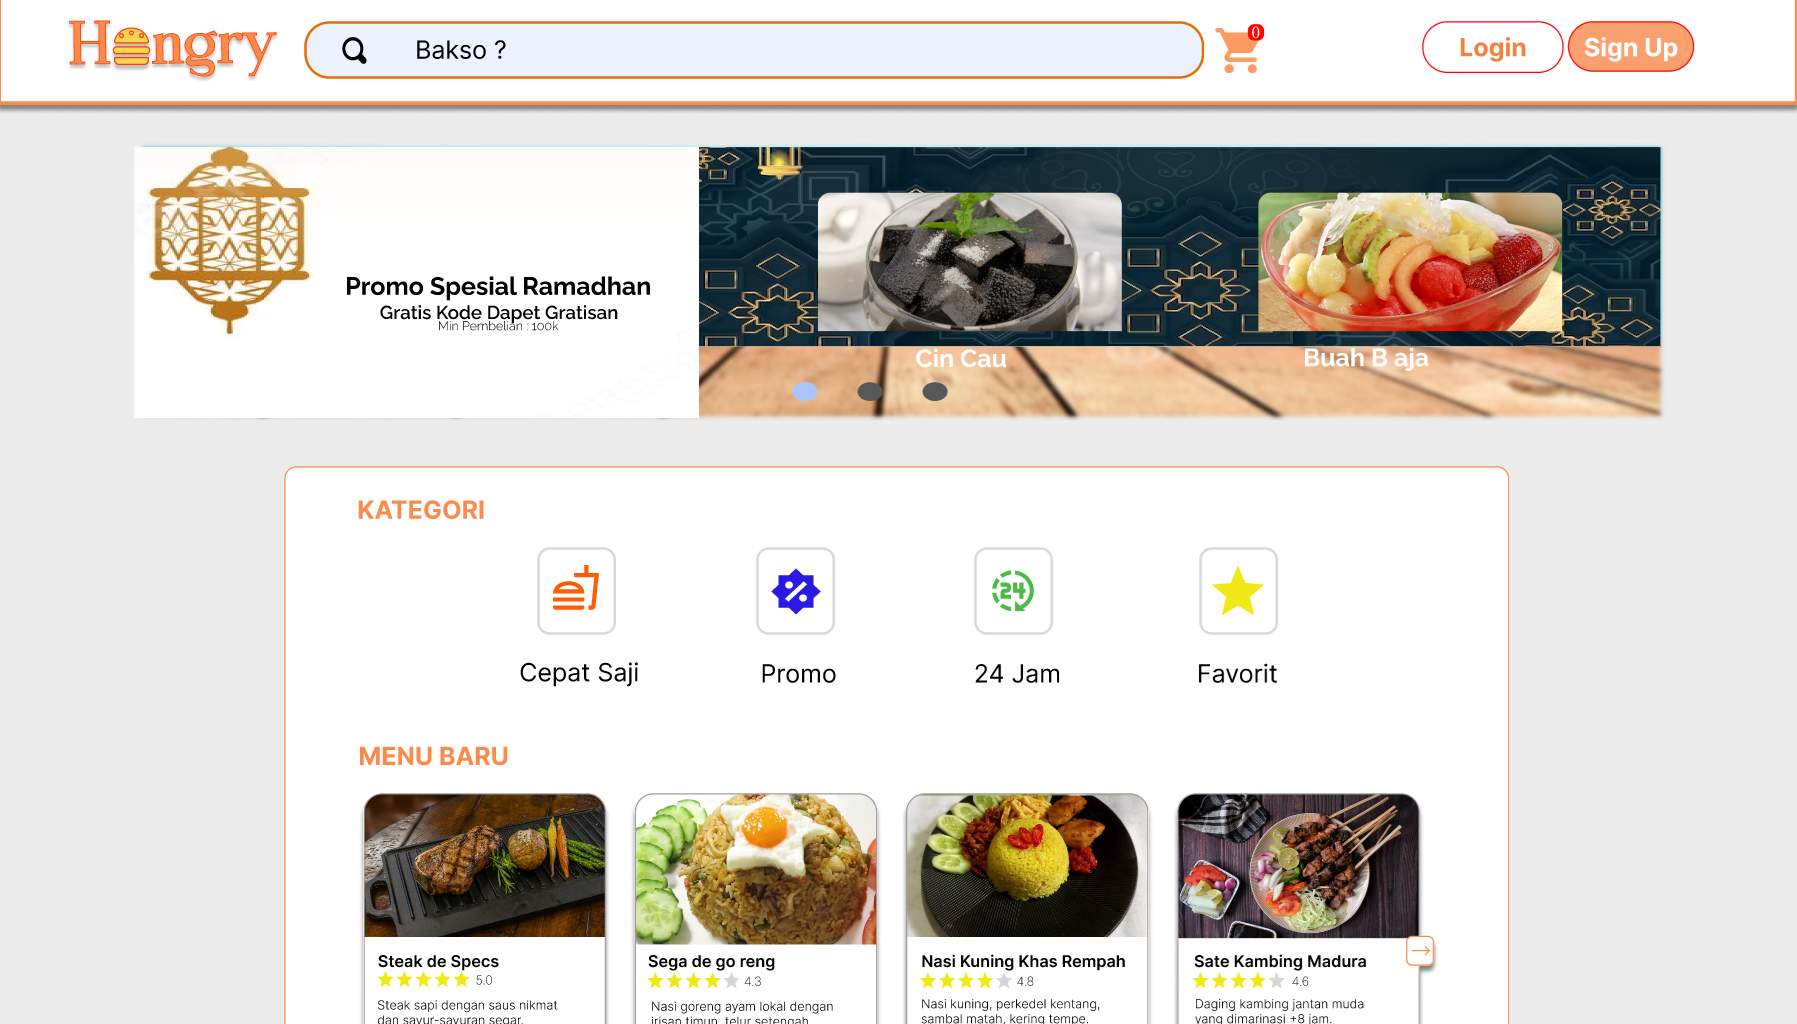 Hongry
Bakso ?
0
Login
Sign Up
Promo Spesial Ramadhan
Gratis Kode Dapet Gratisan
Min Pembelian : 100k
Cin Cau
Buah B aja
KATEGORI
24
Cepat Saji
Promo
24 Jam
Favorit
MENU BARU
Steak de Specs
5.0
Steak sapi dengan saus nikmat
dan sayur-sayuran segar.
Sega de go reng
4.3
Nasi goreng ayam lokal dengan
irisan timun, telur setengah
Nasi Kuning Khas Rempah
4.8
Nasi kuning, perkedel kentang,
sambal matah, kering tempe.
Sate Kambing Madura
4.6
Daging kambing jantan muda
yang dimarinasi +8 jam.